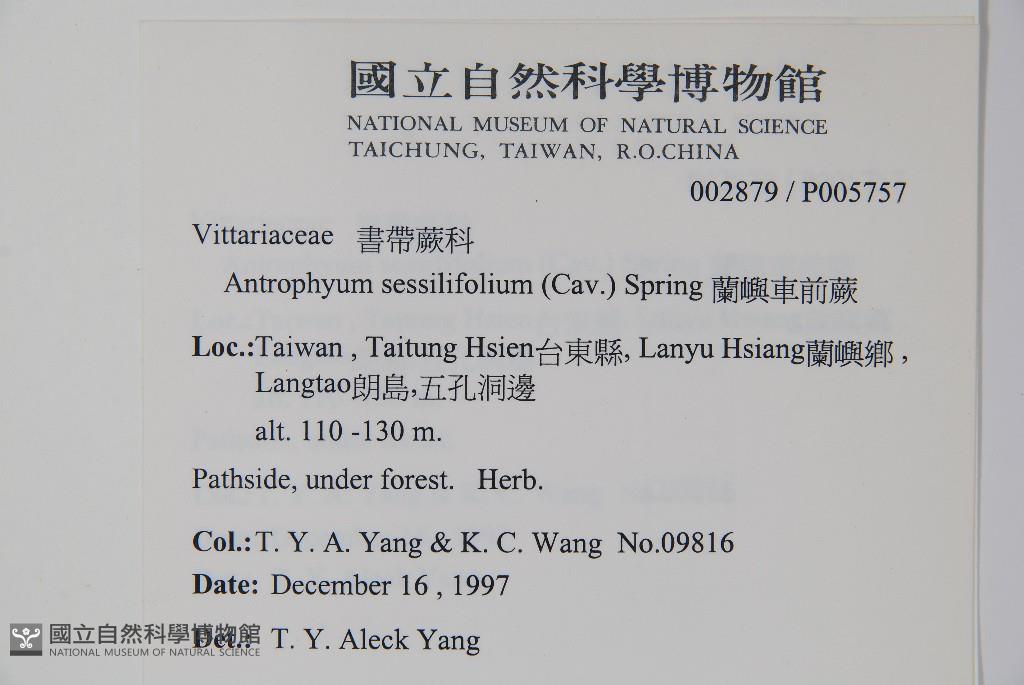 國立自然科學博物館
NATIONAL MUSEUM OF NATURAL SCIENCE
TAICHUNG, TAIWAN, R.O.CHINA
002879 / P005757
Vittariaceae 書帶蕨科
Antrophyum sessilifolium (Cav.) Spring 蘭嶼車前蕨
Loc.:Taiwan , Taitung Hsien台東縣, Lanyu Hsiang蘭嶼鄉 ,
Langtao朗島,五孔洞邊
alt. 110 -130 m.
Pathside, under forest. Herb.
Col.:T. Y. A. Yang & K. C. Wang No.09816
Date: December 16 , 1997
Det.: T. Y. Aleck Yang
國立自然科學博物館
NATIONAL MUSEUM OF NATURAL SCIENCE